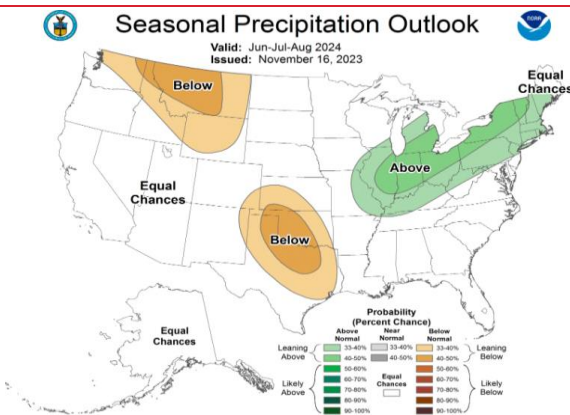 Seasonal Precipitation Outlook
Valid: Jun-Jul-Aug 2024
Issued: November 16, 2023
NOAA
Below
Equal
Chances
Above
Equal
Chances
Below
Equal
Chances
Probability
(Percent Chance)
Above Normal
Near Normal
Below Normal
Leaning Above
33-40% 33-40% 33-40%
40-50% 40-50% 40-50%
Leaning Below
Likely Above
50-60%
60-70%
70-80%
80-90%
90-100%
Equal Chances
50-60%
60-70%
70-80%
80-90%
90-100%
Likely Below